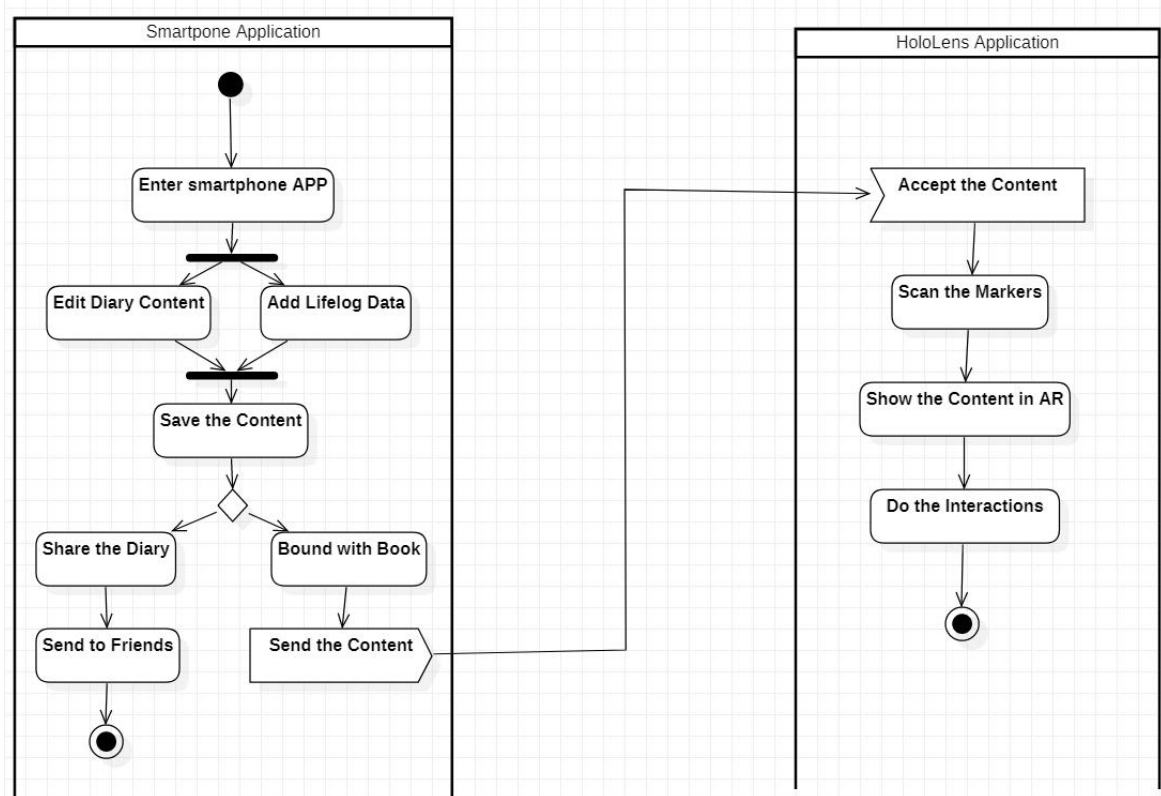 Smartpone Application
Enter smartphone APP
Edit Diary Content
Add Lifelog Data
Save the Content
Share the Diary
Bound with Book
Send to Friends
Send the Content
HoloLens Application
Accept the Content
Scan the Markers
Show the Content in AR
Do the Interactions